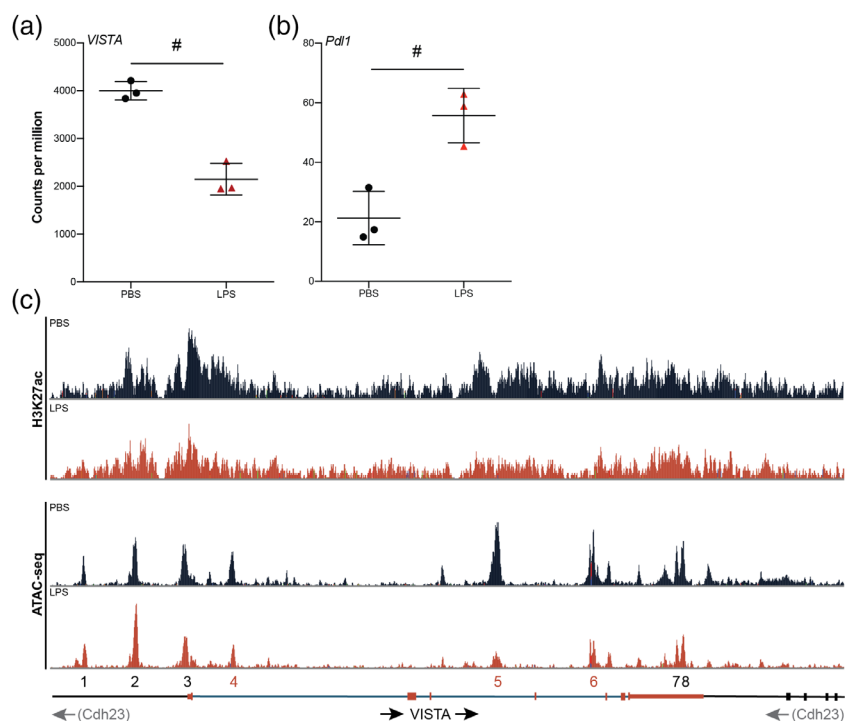 (a)
VISTA
#
Counts per million
5000
4000
3000
2000
1000
0
PBS
LPS
(b)
Pdl1
#
80
60
40
20
0
PBS
LPS
(c)
H3K27ac
PBS
LPS
ATAC-seq
PBS
LPS
1 2 3 4 5 6 78
(Cdh23) VISTA (Cdh23)